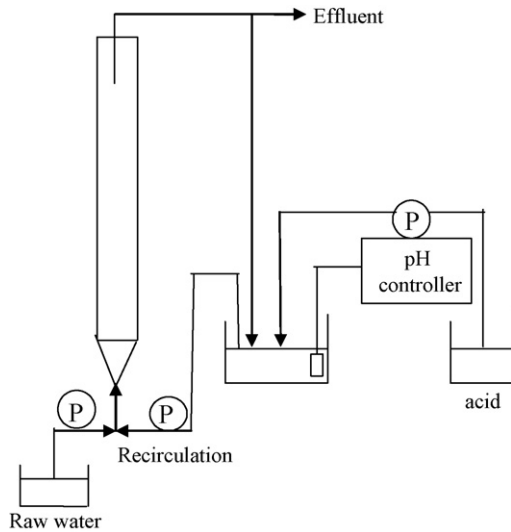 Effluent
P
pH
controller
acid
P
P
Recirculation
Raw water